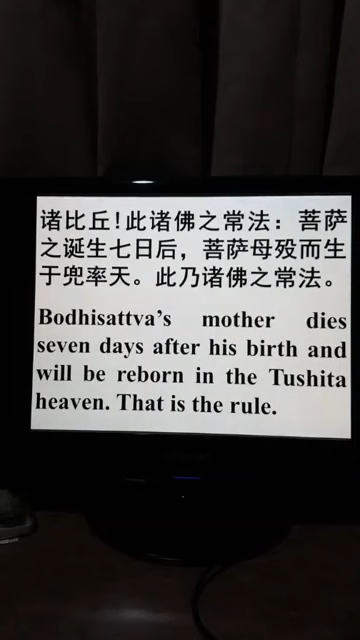 诸比丘!此诸佛之常法：菩萨
之诞生七日后，菩萨母殁而生
于兜率天。此乃诸佛之常法。
Bodhisattva's mother dies
seven days after his birth and
will be reborn in the Tushita
heaven. That is the rule.